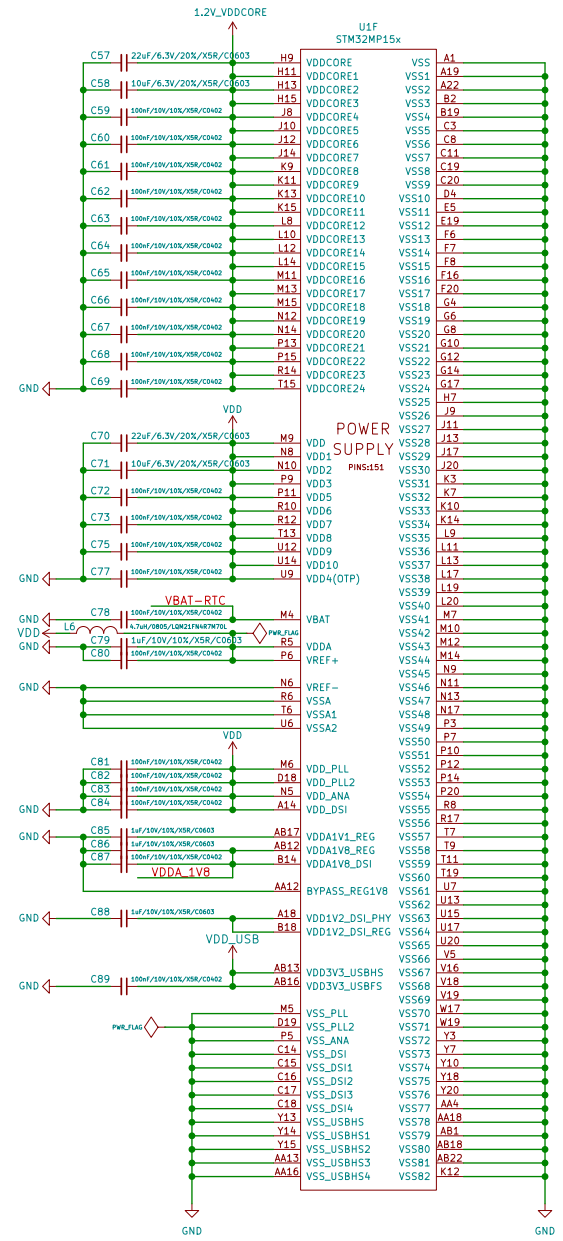 1.2V_VDDCORE
U1F
STM32MP15x
C57 22uF/6.3V/20%/X5R/C0603 H9 VDDCORE VSS A1
H11 VDDCORE1 VSS1 A19
C58 10uF/6.3V/20%/X5R/C0603 H13 VDDCORE2 VSS2 A22
H15 VDDCORE3 VSS3 B2
C59 100nF/10V/10%/X5R/C0402 J8 VDDCORE4 VSS4 B19
J10 VDDCORE5 VSS5 C3
C60 100nF/10V/10%/X5R/C0402 J12 VDDCORE6 VSS6 C8
J14 VDDCORE7 VSS7 C11
C61 100nF/10V/10%/X5R/C0402 K9 VDDCORE8 VSS8 C19
K11 VDDCORE9 VSS9 C20
C62 100nF/10V/10%/X5R/C0402 K13 VDDCORE10 VSS10 D4
K15 VDDCORE11 VSS11 E5
C63 100nF/10V/10%/X5R/C0402 L8 VDDCORE12 VSS12 E19
L10 VDDCORE13 VSS13 F6
C64 100nF/10V/10%/X5R/C0402 L12 VDDCORE14 VSS14 F7
L14 VDDCORE15 VSS15 F8
C65 100nF/10V/10%/X5R/C0402 M11 VDDCORE16 VSS16 F16
M13 VDDCORE17 VSS17 F20
C66 100nF/10V/10%/X5R/C0402 M15 VDDCORE18 VSS18 G4
N12 VDDCORE19 VSS19 G6
C67 100nF/10V/10%/X5R/C0402 N14 VDDCORE20 VSS20 G8
P13 VDDCORE21 VSS21 G10
C68 100nF/10V/10%/X5R/C0402 P15 VDDCORE22 VSS22 G12
R14 VDDCORE23 VSS23 G14
GND C69 100nF/10V/10%/X5R/C0402 T15 VDDCORE24 VSS24 G17
VSS25 H7
VDD VSS26 J9
POWER VSS27 J11
C70 22uF/6.3V/20%/X5R/C0603 M9 VDD VSS28 J13
SUPPLY
N8 VDD1 VSS29 J17
C71 10uF/6.3V/20%/X5R/C0603 N10 VDD2 PINS:151 VSS30 J20
P9 VDD3 VSS31 K3
C72 100nF/10V/10%/X5R/C0402 P11 VDD5 VSS32 K7
R10 VDD6 VSS33 K10
C73 100nF/10V/10%/X5R/C0402 R12 VDD7 VSS34 K14
T13 VDD8 VSS35 L9
C75 100nF/10V/10%/X5R/C0402 U12 VDD9 VSS36 L11
U14 VDD10 VSS37 L13
GND C77 100nF/10V/10%/X5R/C0402 U9 VDD4(OTP) VSS38 L17
VSS39 L19
VBAT-RTC VSS40 L20
GND C78 100nF/10V/10%/X5R/C0402 M4 VBAT VSS41 M7
VDD L6 4.7uH/0805/LQM21FN4R7M70L PWR_FLAG VSS42 M10
GND C79 1uF/10V/10%/X5R/C0603 R5 VDDA VSS43 M12
C80 100nF/10V/10%/X5R/C0402 P6 VREF+ VSS44 M14
VSS45 N9
GND N6 VREF- VSS46 N11
R6 VSSA VSS47 N13
T6 VSSA1 VSS48 N17
U6 VSSA2 VSS49 P3
VDD VSS50 P7
VSS51 P10
C81 100nF/10V/10%/X5R/C0402 M6 VDD_PLL VSS52 P12
C82 100nF/10V/10%/X5R/C0402 D18 VDD_PLL2 VSS53 P14
C83 100nF/10V/10%/X5R/C0402 N5 VDD_ANA VSS54 P20
GND C84 100nF/10V/10%/X5R/C0402 A14 VDD_DSI VSS55 R8
VSS56 R17
GND C85 1uF/10V/10%/X5R/C0603 AB17 VDDA1V1_REG VSS57 T7
C86 1uF/10V/10%/X5R/C0603 AB12 VDDA1V8_REG VSS58 T9
C87 100nF/10V/10%/X5R/C0402 B14 VDDA1V8_DSI VSS59 T11
VDDA_1V8 VSS60 T19
AA12 BYPASS_REG1V8 VSS61 U7
VSS62 U13
GND C88 1uF/10V/10%/X5R/C0603 A18 VDD1V2_DSI_PHY VSS63 U15
B18 VDD1V2_DSI_REG VSS64 U17
VDD_USB VSS65 U20
VSS66 V5
AB13 VDD3V3_USBHS VSS67 V16
GND C89 100nF/10V/10%/X5R/C0402 AB16 VDD3V3_USBFS VSS68 V18
VSS69 V19
M5 VSS_PLL VSS70 W17
PWR_FLAG D19 VSS_PLL2 VSS71 W19
P5 VSS_ANA VSS72 Y3
C14 VSS_DSI VSS73 Y7
C15 VSS_DSI1 VSS74 Y10
C16 VSS_DSI2 VSS75 Y18
C17 VSS_DSI3 VSS76 Y20
C18 VSS_DSI4 VSS77 AA4
Y13 VSS_USBHS VSS78 AA18
Y14 VSS_USBHS1 VSS79 AB1
Y15 VSS_USBHS2 VSS80 AB18
AA13 VSS_USBHS3 VSS81 AB22
AA16 VSS_USBHS4 VSS82 K12
GND GND